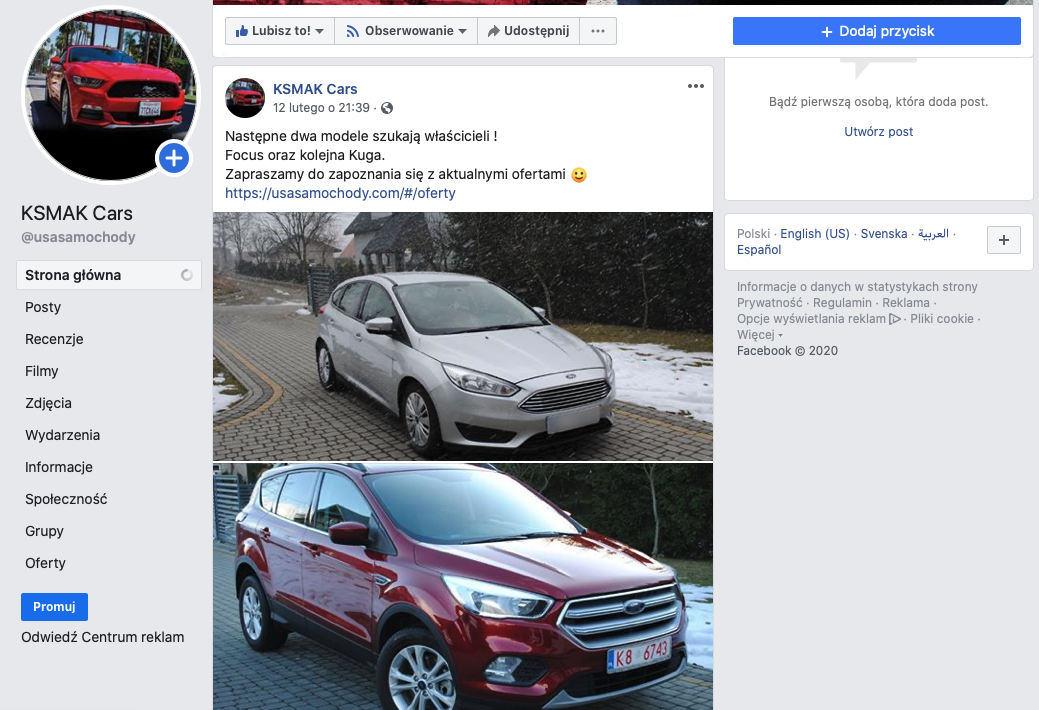 Lubisz to!
Obserwowanie
Udostępnij
+ Dodaj przycisk
KSMAK Cars
@usasamochody
Strona główna
Posty
Recenzje
Filmy
Zdjęcia
Wydarzenia
Informacje
Społeczność
Grupy
Oferty
Promuj
Odwiedź Centrum reklam
KSMAK Cars
12 lutego o 21:39 ·
Następne dwa modele szukają właścicieli !
Focus oraz kolejna Kuga.
Zapraszamy do zapoznania się z aktualnymi ofertami 😀
https://usasamochody.com/#/oferty
K8 6743
Bądź pierwszą osobą, która doda post.
Utwórz post
Polski · English (US) · Svenska · العربية ·
Español
Informacje o danych w statystykach strony
Prywatność · Regulamin · Reklama ·
Opcje wyświetlania reklam · Pliki cookie ·
Więcej
Facebook © 2020